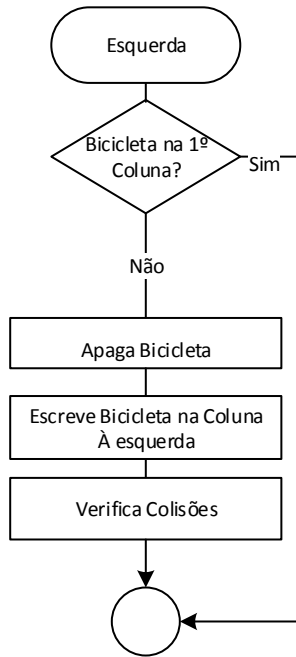 Esquerda
Bicicleta na 1º
Coluna?
Sim
Não
Apaga Bicicleta
Escreve Bicicleta na Coluna
À esquerda
Verifica Colisões